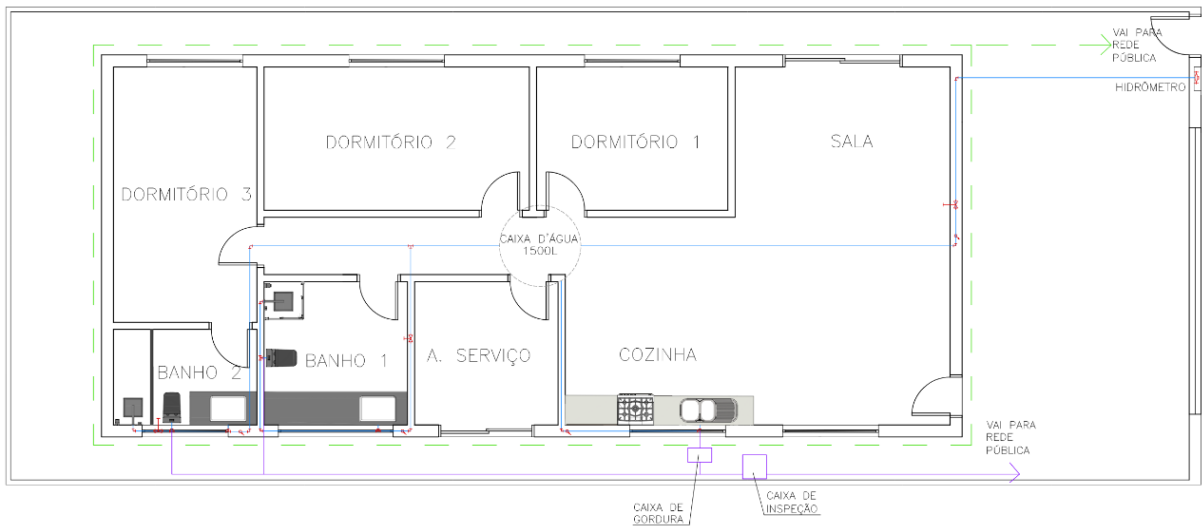 VAI PARA
REDE
PÚBLICA
HIDRÔMETRO
DORMITÓRIO 2
DORMITÓRIO 1
SALA
DORMITÓRIO 3
CAIXA D'ÁGUA
1500L
BANHO 2
BANHO 1
A. SERVIÇO
COZINHA
VAI PARA
REDE
PÚBLICA
CAIXA DE
GORDURA
CAIXA DE
INSPEÇÃO